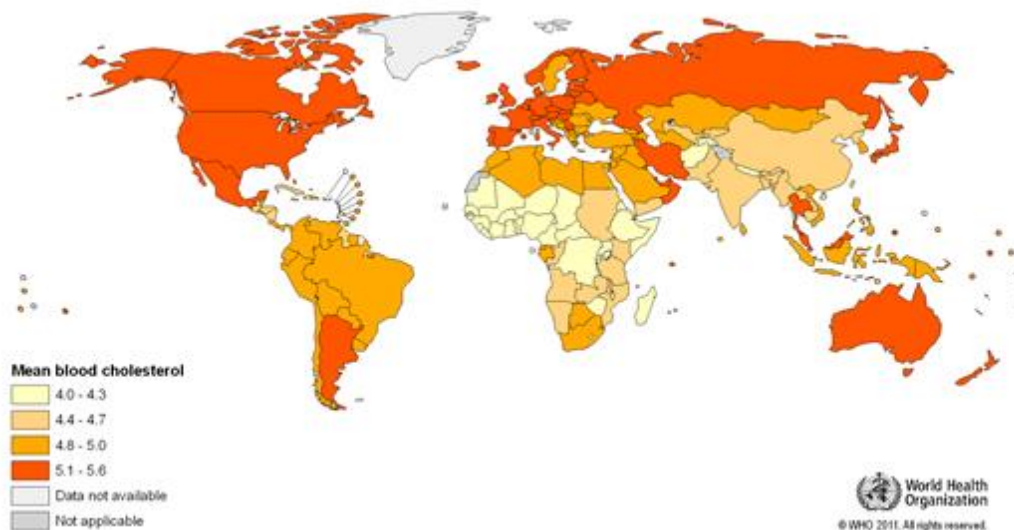 Mean blood cholesterol
4.0 - 4.3
4.4 - 4.7
4.8 - 5.0
5.1 - 5.6
Data not available
Not applicable
World Health
Organization
© WHO 2011. All rights reserved.